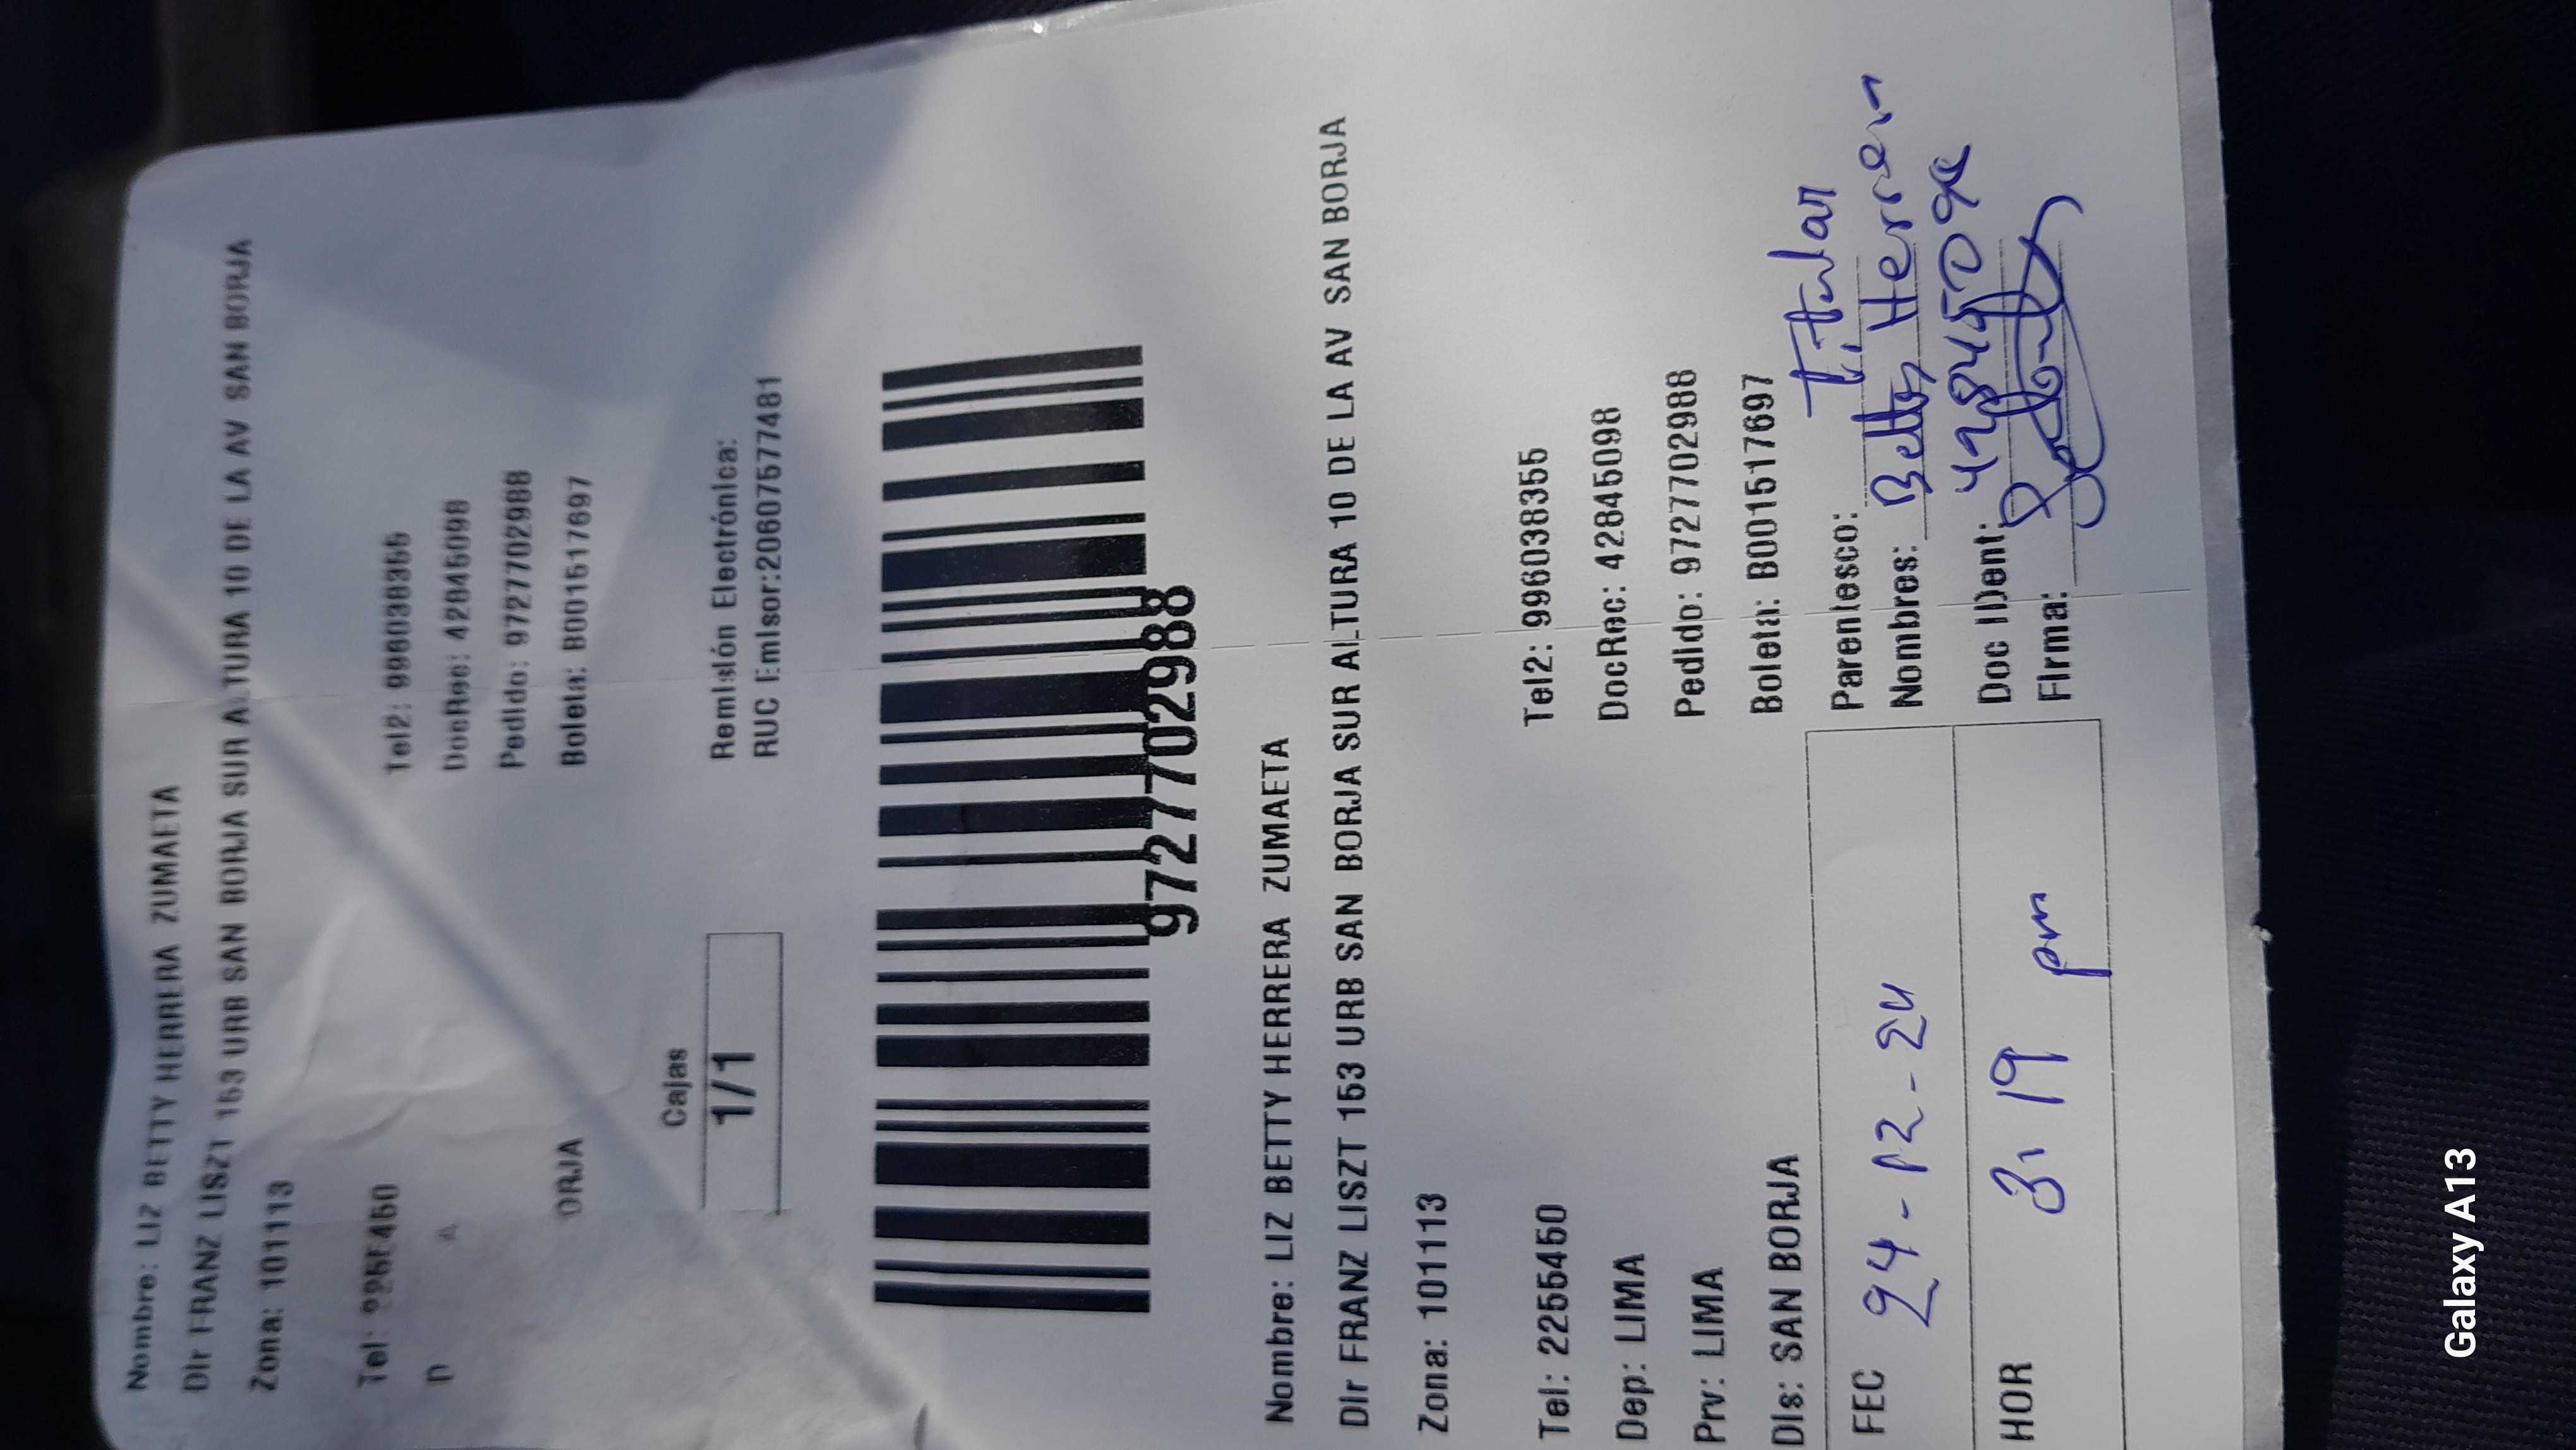 Nombre: LIZ BETTY HERRERA ZUMAETA
DIr FRANZ LISZT 153 URB SAN BORJA SUR ALTURA 10 DE LA AV SAN BORJA
Zona: 101113
Tel: 2255450 Tel2: 996038355
DocRec: 42845098
Pedido: 9727702988
ORJA Boleta: B001517697
Cajas
1/1
Remisión Electrónica:
RUC Emisor:20607577481
9727702988
Nombre: LIZ BETTY HERRERA ZUMAETA
DIr FRANZ LISZT 153 URB SAN BORJA SUR ALTURA 10 DE LA AV SAN BORJA
Zona: 101113
Tel: 2255450 Tel2: 996038355
Dep: LIMA DocRec: 42845098
Prv: LIMA Pedido: 9727702988
Dis: SAN BORJA Boleta: B001517697
FEC 24-12-24 Parentesco: Titular
Nombres: Betty Herrera
HOR 3:19 pm Doc IDent: 42845098
Firma:
Galaxy A13